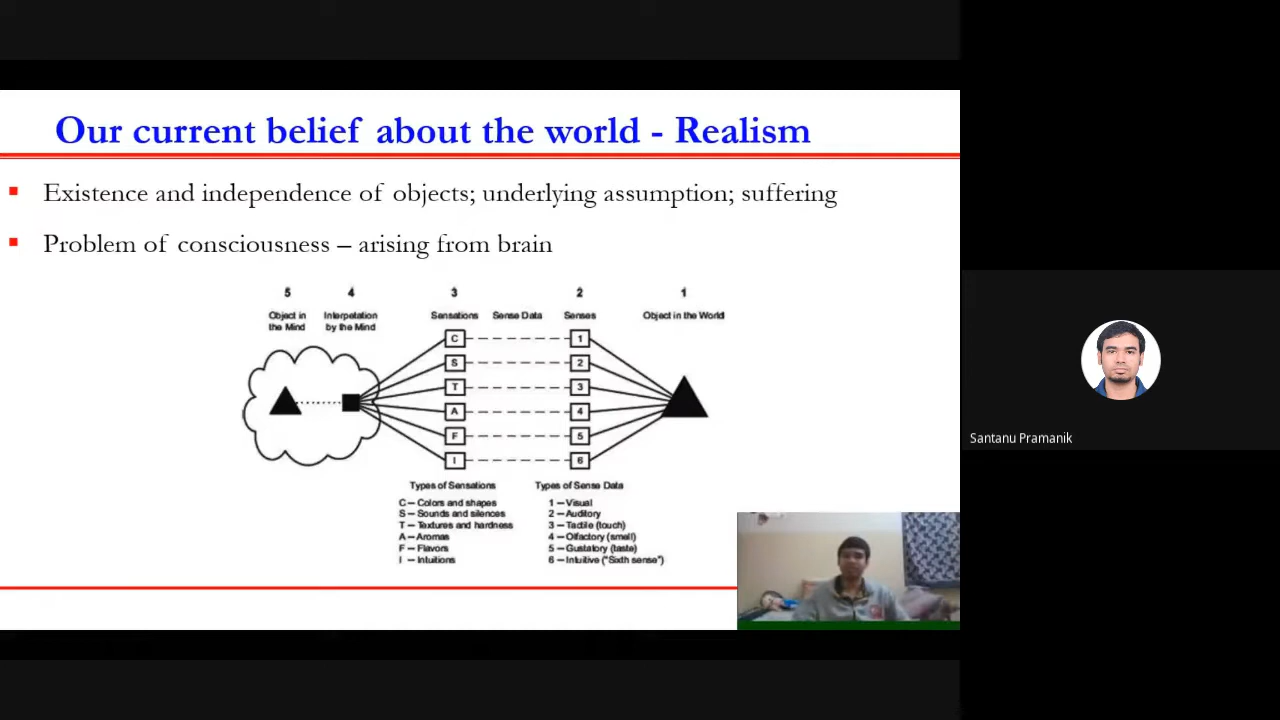 Our current belief about the world - Realism
Existence and independence of objects; underlying assumption; suffering
Problem of consciousness – arising from brain
5 4 3 2 1
Object in the Mind Interpretation by the Mind Sensations Sense Data Senses Object in the World
C 1
S 2
T 3
A 4
F 5
I 6
Types of Sensations Types of Sense Data
C – Colors and shapes 1 – Visual
S – Sounds and silences 2 – Auditory
T – Textures and hardness 3 – Tactile (touch)
A – Aromas 4 – Olfactory (smell)
F – Flavors 5 – Gustatory (taste)
I – Intuitions 6 – Intuitive ("Sixth sense")
Santanu Pramanik